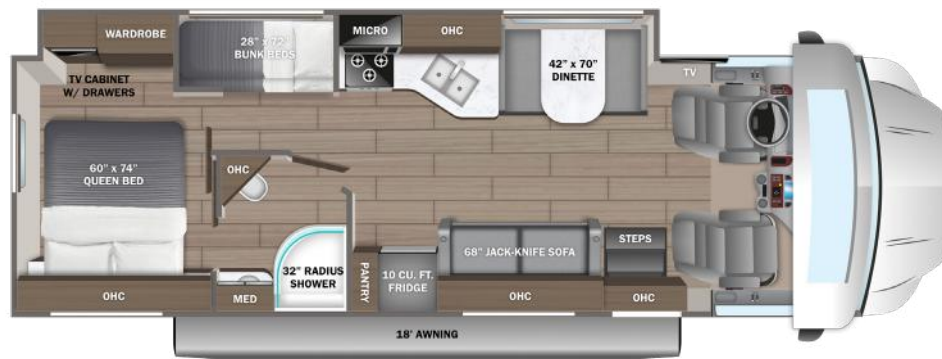 WARDROBE
TV CABINET
W/ DRAWERS
28" x 72"
BUNK BEDS
MICRO
OHC
42" x 70"
DINETTE
TV
60" x 74"
QUEEN BED
OHC
OHC
MED
32" RADIUS
SHOWER
PANTRY
10 CU. FT.
FRIDGE
68" JACK-KNIFE SOFA
OHC
STEPS
OHC
18' AWNING